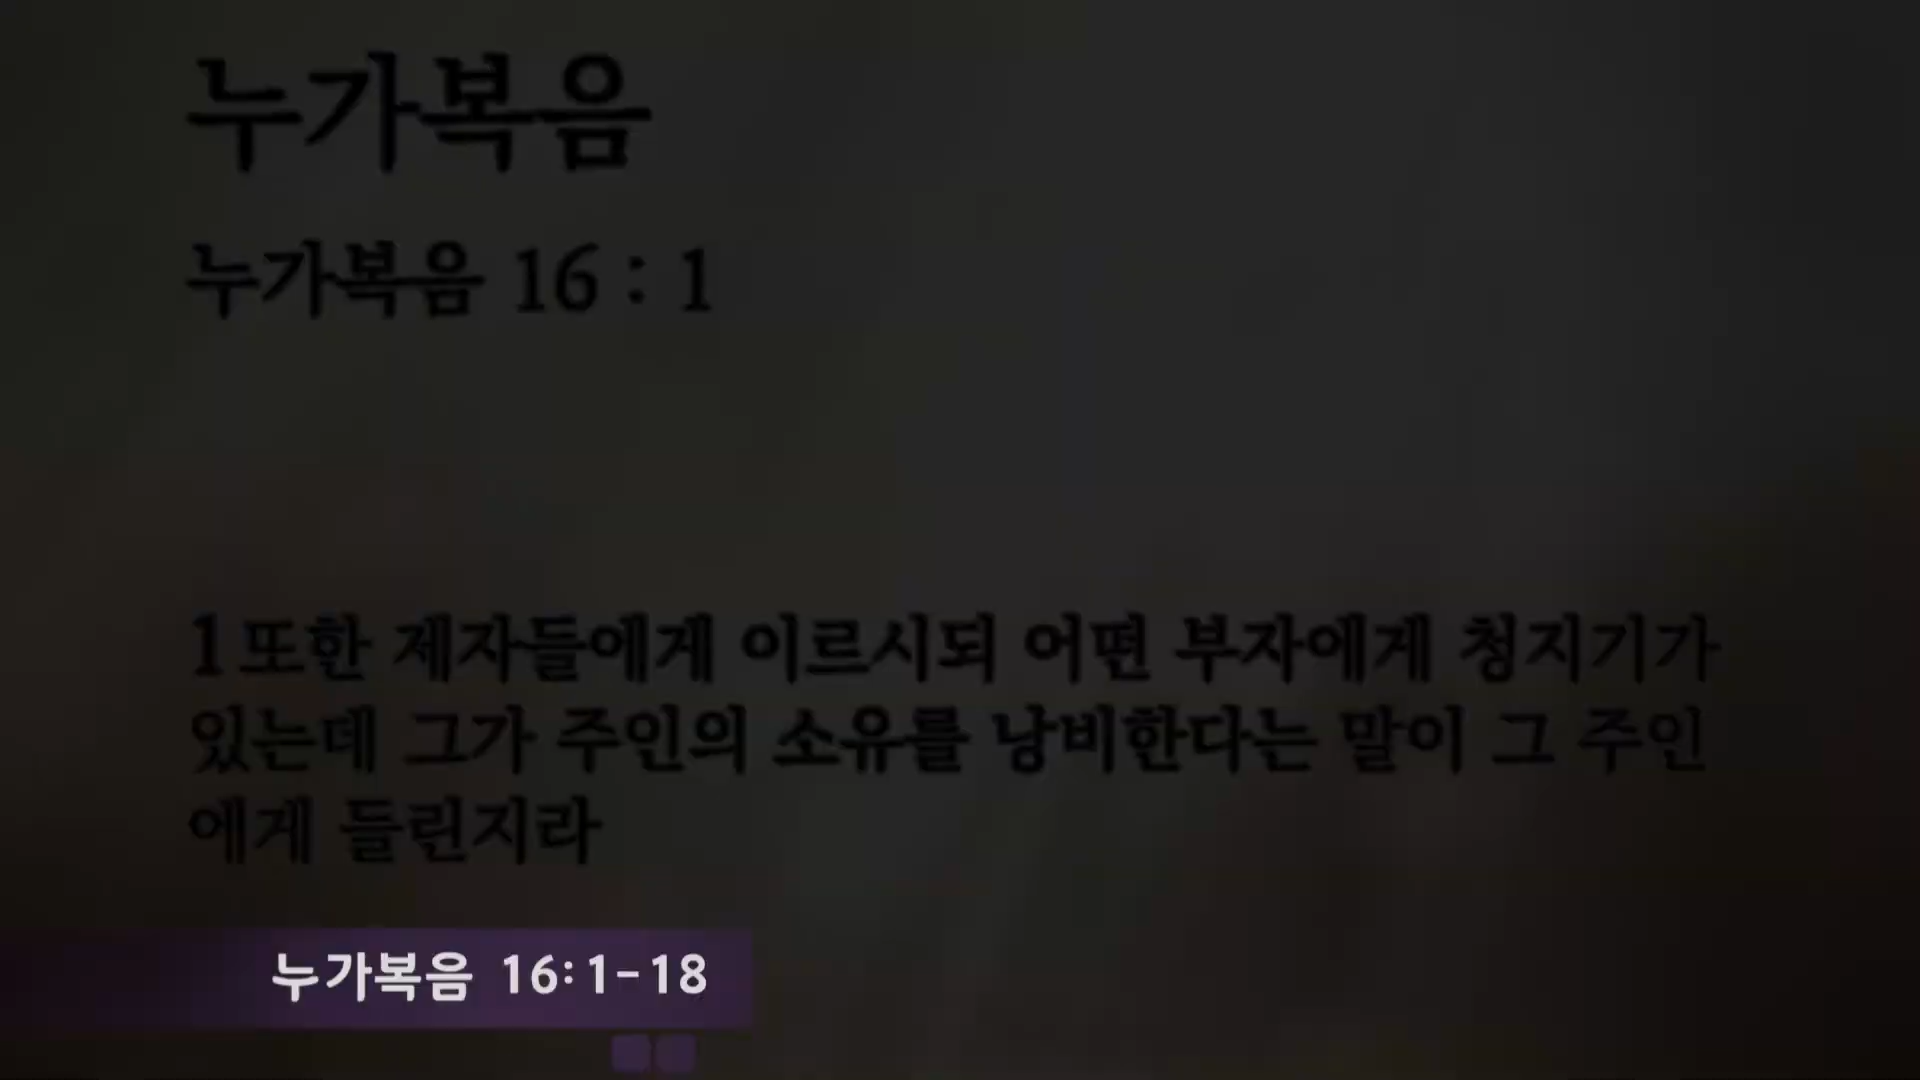 누가복음
누가복음 16 : 1
1 또한 제자들에게 이르시되 어떤 부자에게 청지기가
있는데 그가 주인의 소유를 낭비한다는 말이 그 주인
에게 들린지라
누가복음 16:1-18